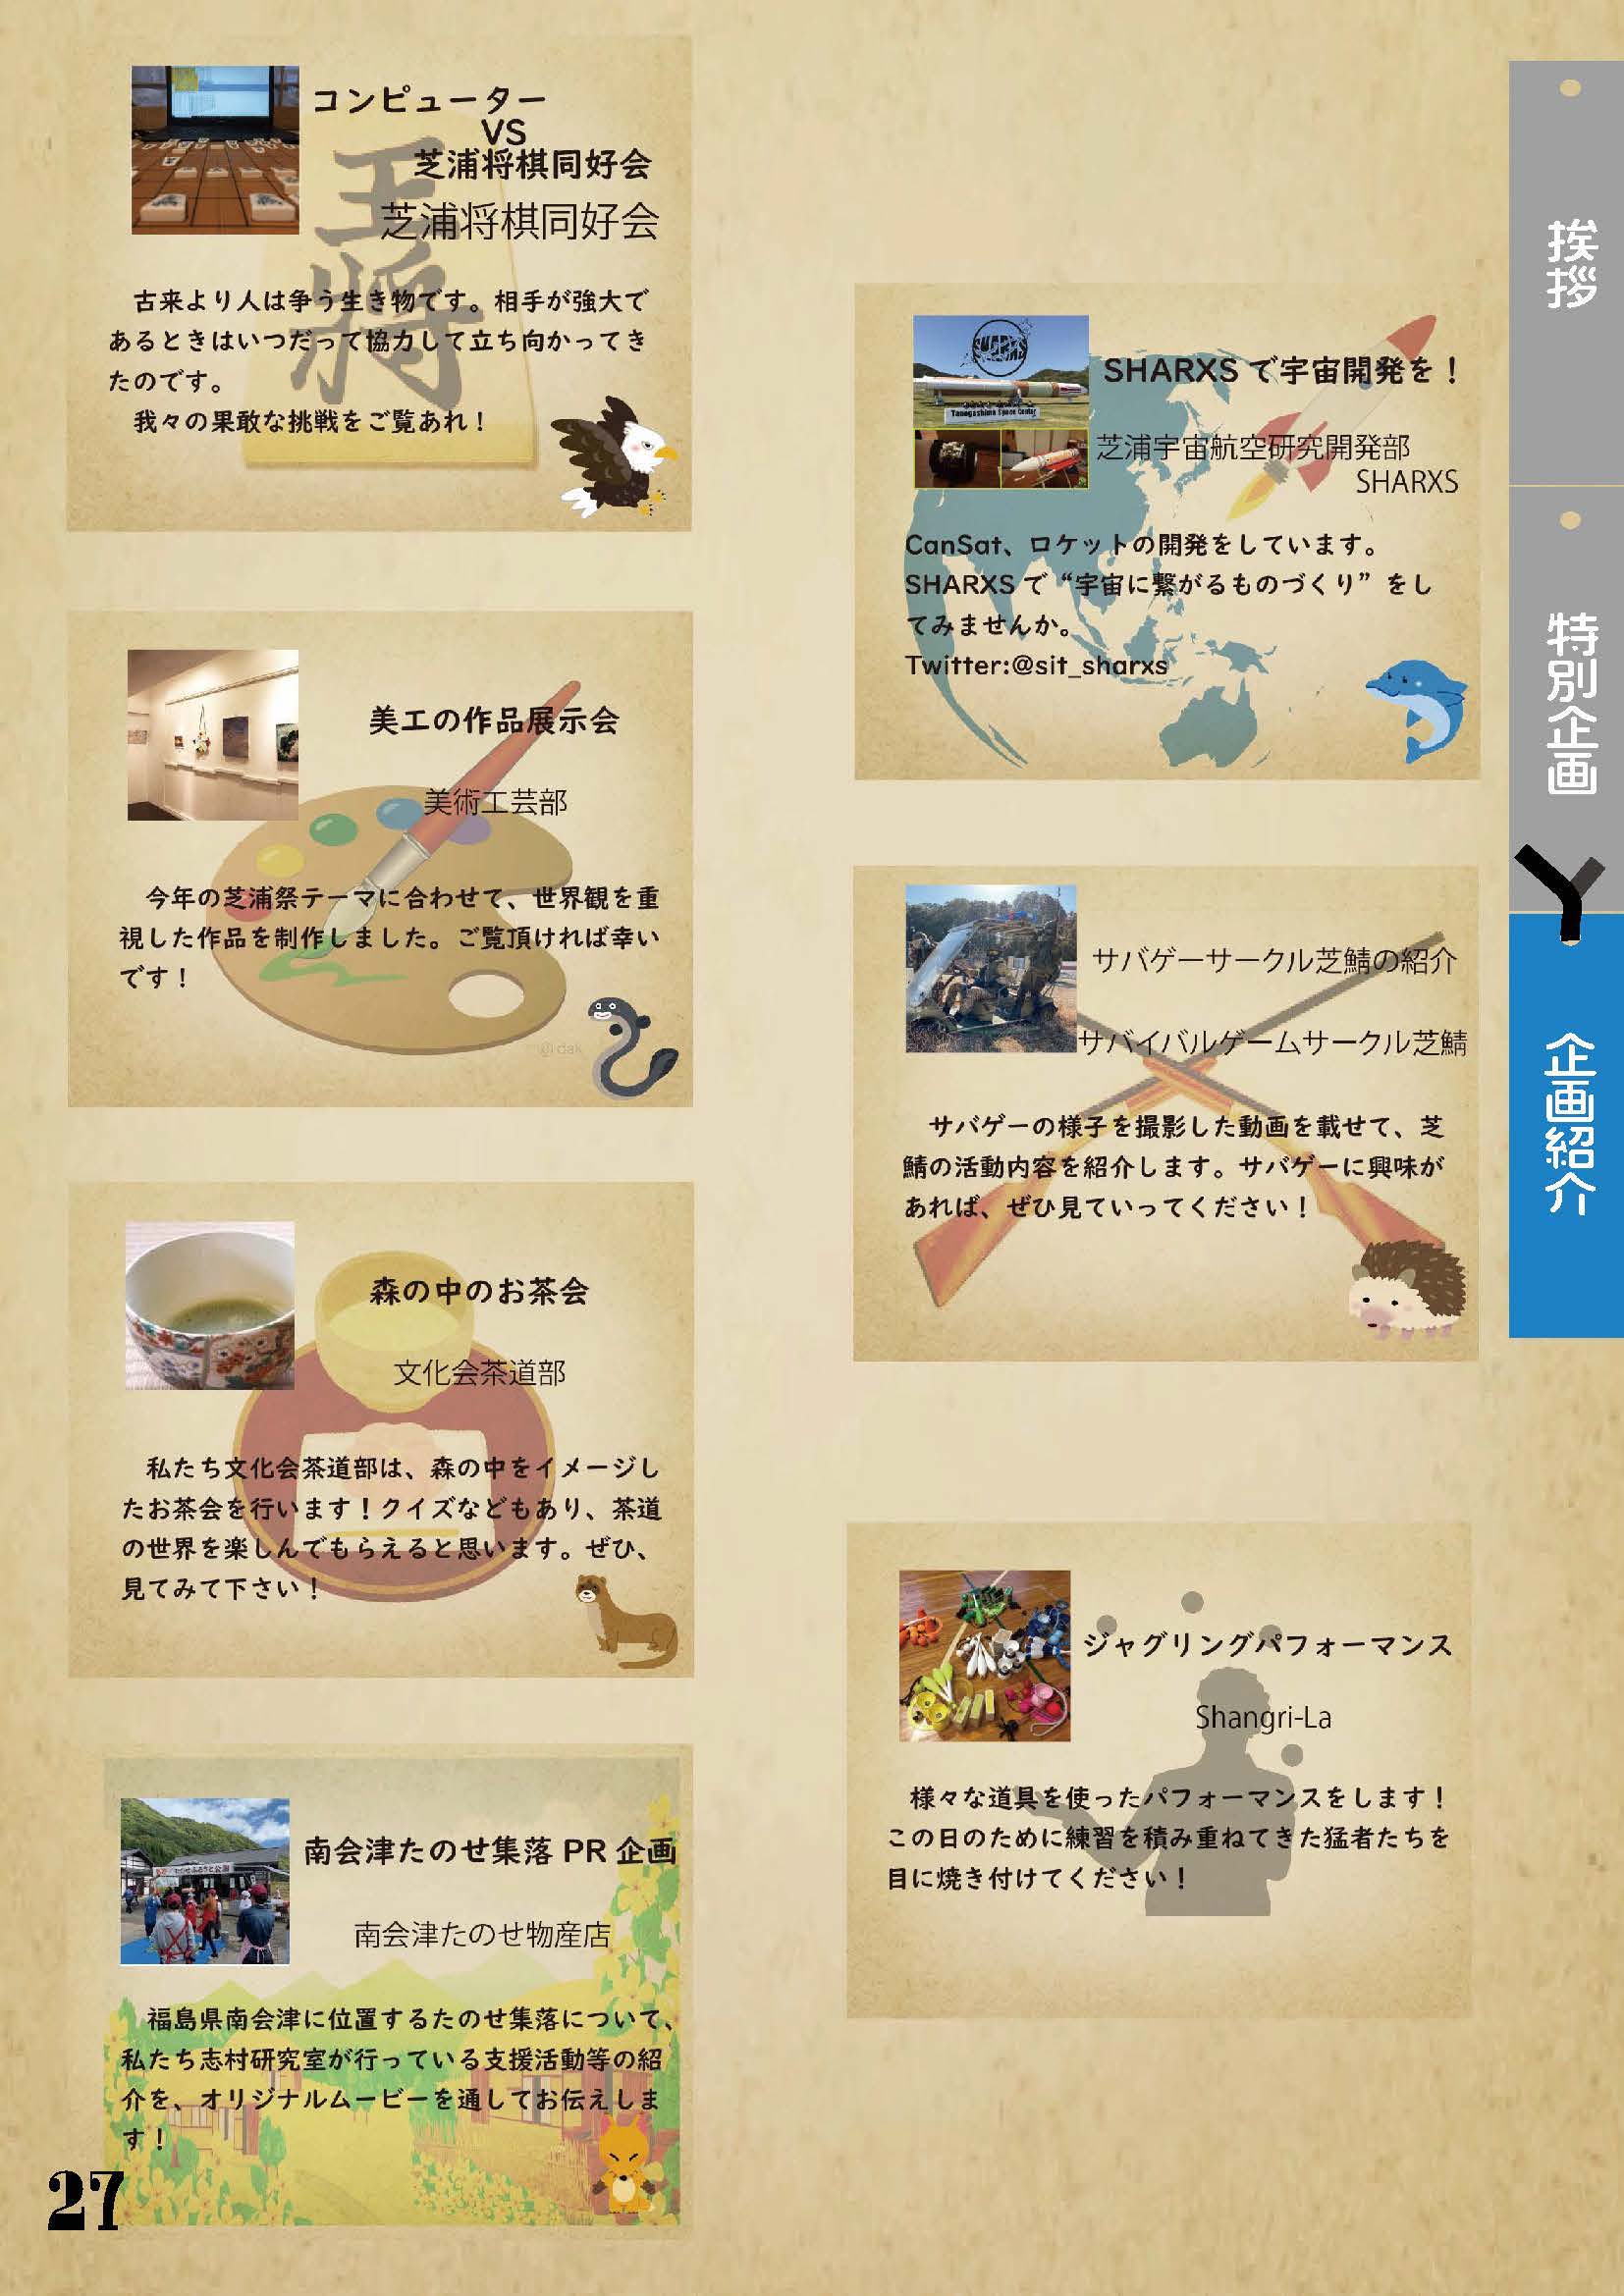 コンピューター
VS
芝浦将棋同好会
芝浦将棋同好会
王
将
古来より人は争う生き物です。相手が強大で
あるときはいつだって協力して立ち向かってき
たのです。
我々の果敢な挑戦をご覧あれ！
美工の作品展示会
美術工芸部
今年の芝浦祭テーマに合わせて、世界観を重
視した作品を制作しました。ご覧頂ければ幸い
です！
森の中のお茶会
文化会茶道部
私たち文化会茶道部は、森の中をイメージし
たお茶会を行います！クイズなどもあり、茶道
の世界を楽しんでもらえると思います。ぜひ、
見てみて下さい！
南会津たのせ集落 PR 企画
南会津たのせ物産店
福島県南会津に位置するたのせ集落について、
私たち志村研究室が行っている支援活動等の紹
介を、オリジナルムービーを通してお伝えしま
す！
27
SHARXS
Tanegashima Space Center
SHARXS で宇宙開発を！
芝浦宇宙航空研究開発部
SHARXS
CanSat、ロケットの開発をしています。
SHARXS で“宇宙に繋がるものづくり”をし
てみませんか。
Twitter:@sit_sharxs
サバゲーサークル芝鯖の紹介
サバイバルゲームサークル芝鯖
サバゲーの様子を撮影した動画を載せて、芝
鯖の活動内容を紹介します。サバゲーに興味が
あれば、ぜひ見ていってください！
ジャグリングパフォーマンス
Shangri-La
様々な道具を使ったパフォーマンスをします！
この日のために練習を積み重ねてきた猛者たちを
目に焼き付けてください！
挨拶
特別企画
企画紹介